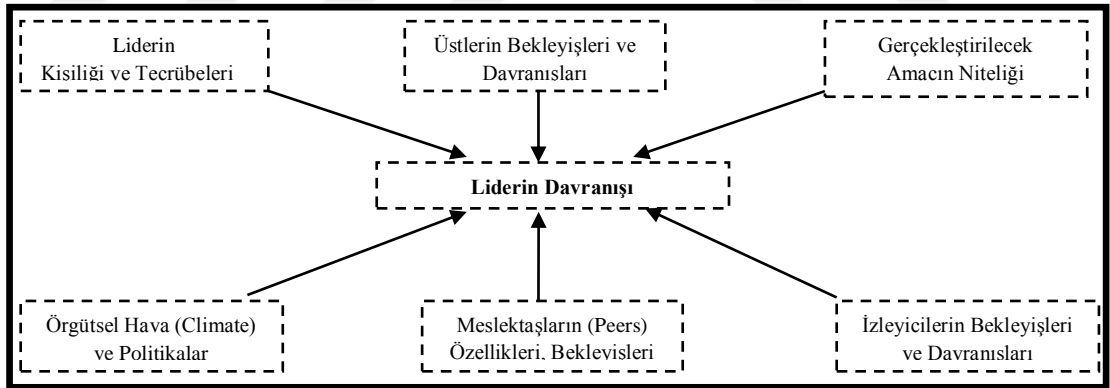 Liderin
Kisiliği ve Tecrübeleri
Üstlerin Bekleyişleri ve
Davranısları
Gerçekleştirilecek
Amacın Niteliği
Liderin Davranışı
Örgütsel Hava (Climate)
ve Politikalar
Meslektaşların (Peers)
Özellikleri, Beklevisleri
İzleyicilerin Bekleyişleri
ve Davranısları